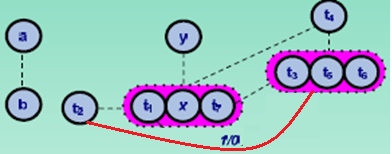 a
y
t₄
t₃ t₅ t₆
b
t₂
t₁ x t₇
1/0